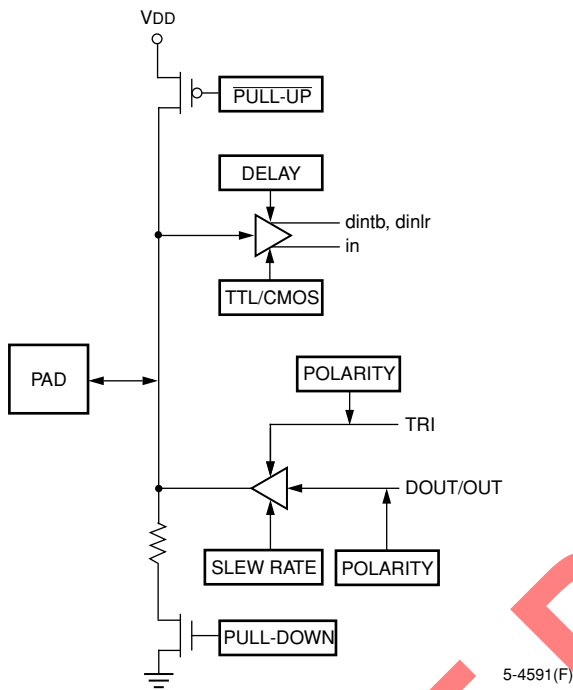 VDD
PULL-UP
DELAY
dintb, dinlr
in
TTL/CMOS
PAD
POLARITY
TRI
DOUT/OUT
SLEW RATE
POLARITY
PULL-DOWN
5-4591(F)